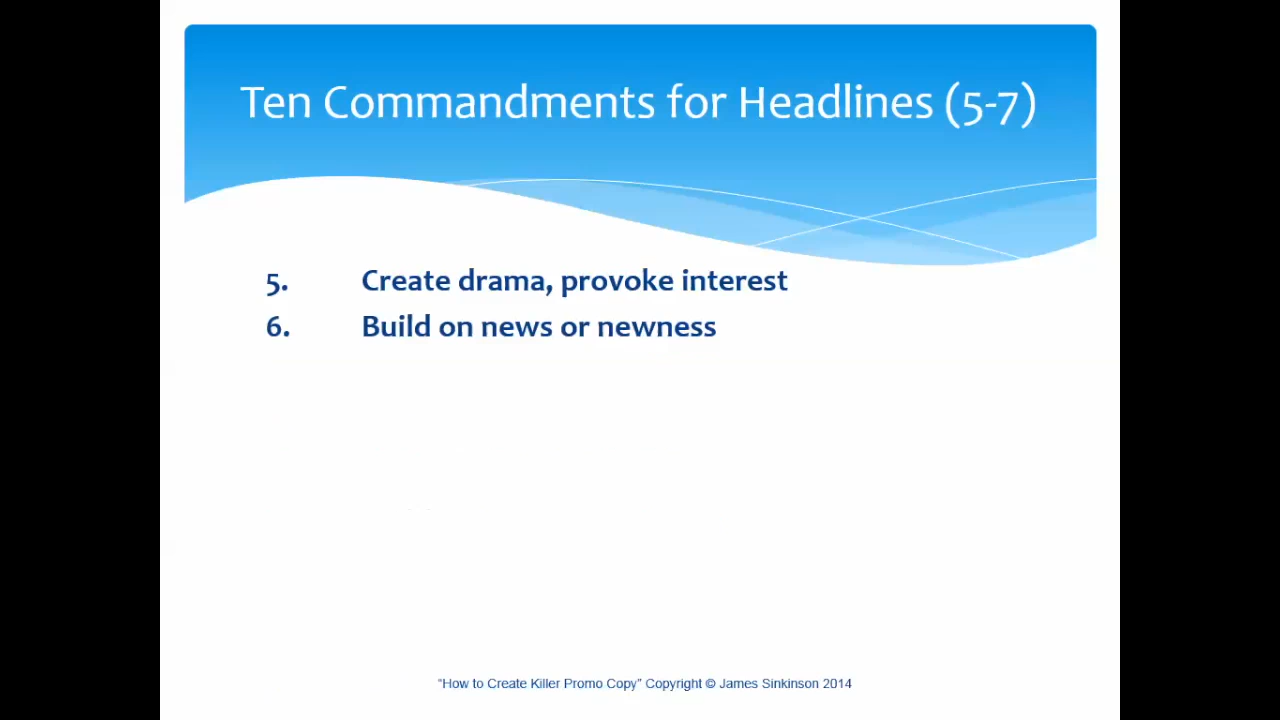 Ten Commandments for Headlines (5-7)
5. Create drama, provoke interest
6. Build on news or newness
"How to Create Killer Promo Copy" Copyright © James Sinkinson 2014